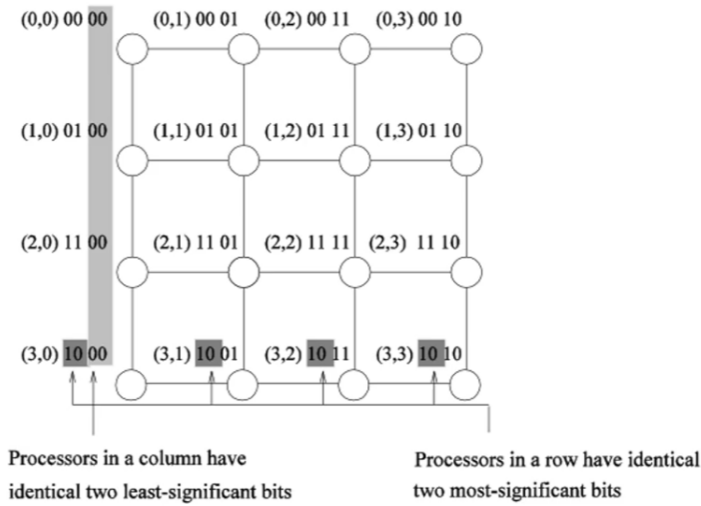 (0,0) 00 00 (0,1) 00 01 (0,2) 00 11 (0,3) 00 10
(1,0) 01 00 (1,1) 01 01 (1,2) 01 11 (1,3) 01 10
(2,0) 11 00 (2,1) 11 01 (2,2) 11 11 (2,3) 11 10
(3,0) 10 00 (3,1) 10 01 (3,2) 10 11 (3,3) 10 10
Processors in a column have
identical two least-significant bits
Processors in a row have identical
two most-significant bits